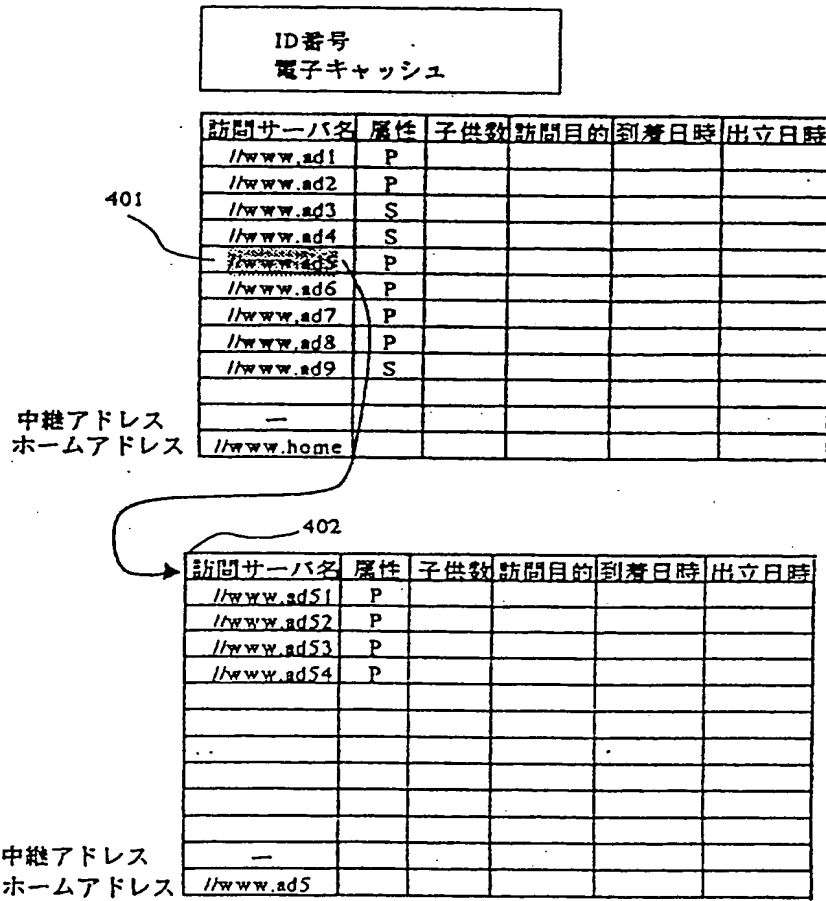 ID番号
電子キャッシュ
訪問サーバ名 属性 子供数 訪問目的 到着日時 出立日時
//www.ad1 P
//www.ad2 P
401
//www.ad3 S
//www.ad4 S
//www.ad5 P
//www.ad6 P
//www.ad7 P
//www.ad8 P
//www.ad9 S
中継アドレス —
ホームアドレス //www.home
402
訪問サーバ名 属性 子供数 訪問目的 到着日時 出立日時
//www.ad51 P
//www.ad52 P
//www.ad53 P
//www.ad54 P
中継アドレス —
ホームアドレス //www.ad5